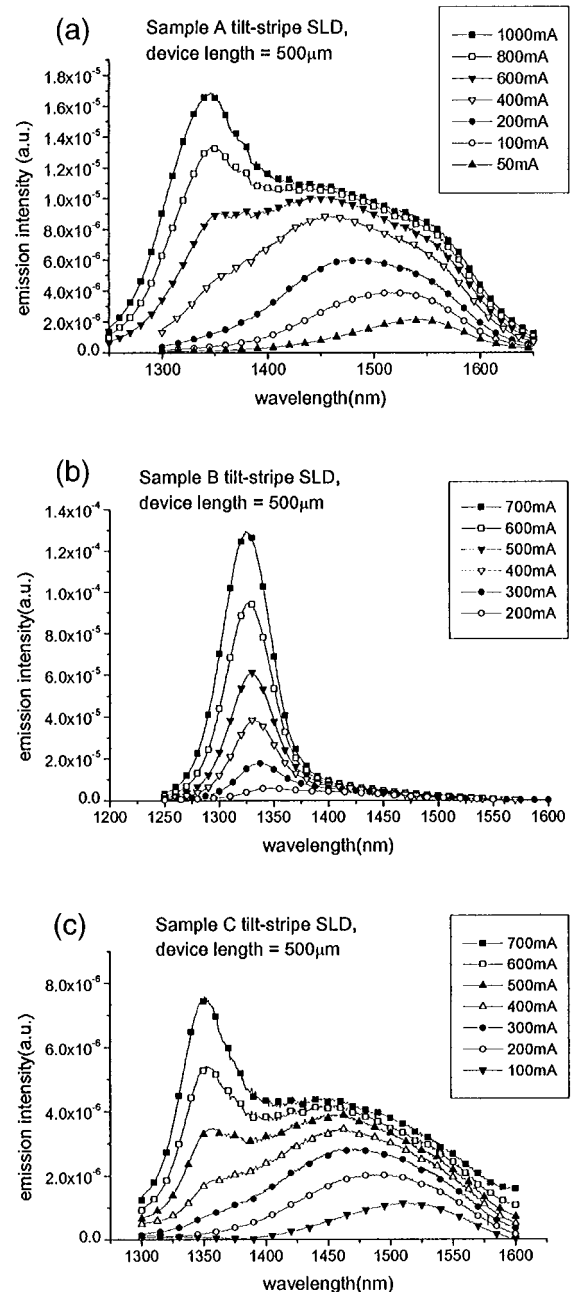 (a)
Sample A tilt-stripe SLD,
device length = 500μm
1000mA
800mA
600mA
400mA
200mA
100mA
50mA
emission intensity (a.u.)
1.8x10⁻⁵
1.6x10⁻⁵
1.4x10⁻⁵
1.2x10⁻⁵
1.0x10⁻⁵
8.0x10⁻⁶
6.0x10⁻⁶
4.0x10⁻⁶
2.0x10⁻⁶
0.0
1300 1400 1500 1600
wavelength(nm)
(b)
Sample B tilt-stripe SLD,
device length = 500μm
700mA
600mA
500mA
400mA
300mA
200mA
emission intensity(a.u.)
1.4x10⁻⁴
1.2x10⁻⁴
1.0x10⁻⁴
8.0x10⁻⁵
6.0x10⁻⁵
4.0x10⁻⁵
2.0x10⁻⁵
0.0
1200 1250 1300 1350 1400 1450 1500 1550 1600
wavelength(nm)
(c)
Sample C tilt-stripe SLD,
device length = 500μm
700mA
600mA
500mA
400mA
300mA
200mA
100mA
emission intensity(a.u.)
8.0x10⁻⁶
6.0x10⁻⁶
4.0x10⁻⁶
2.0x10⁻⁶
0.0
1300 1350 1400 1450 1500 1550 1600
wavelength(nm)